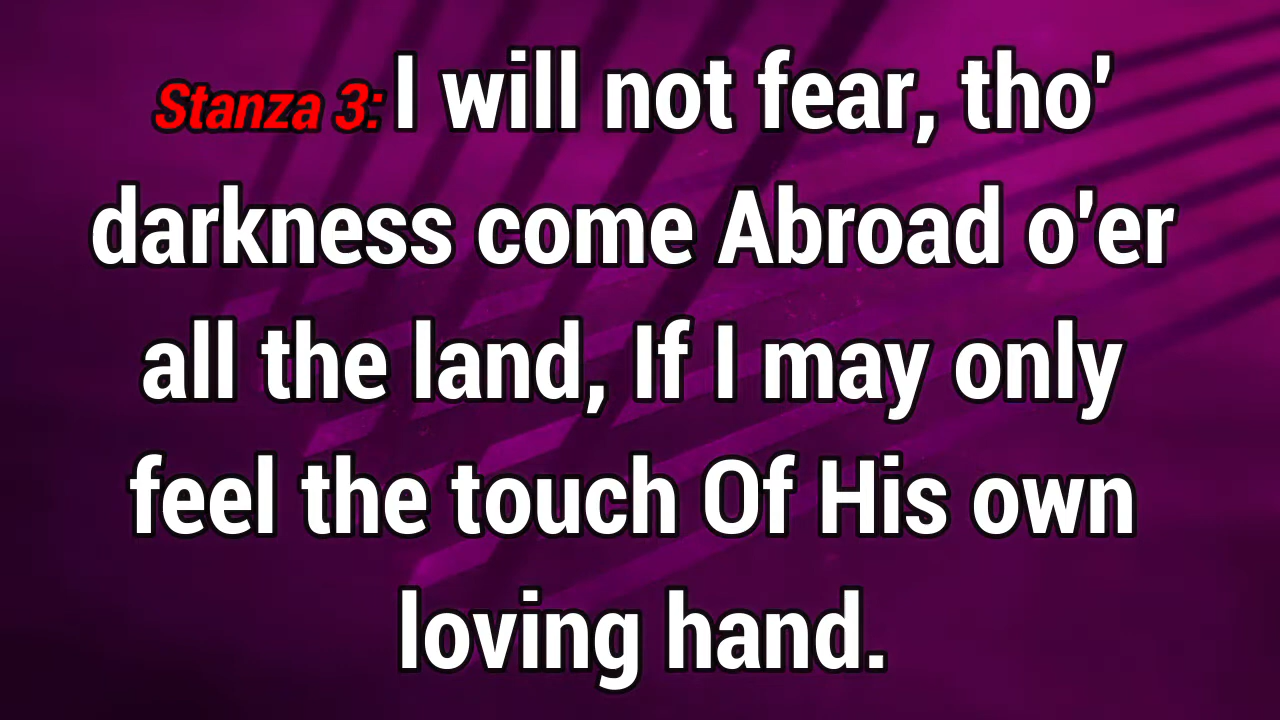 Stanza 3: I will not fear, tho'
darkness come Abroad o'er
all the land, If I may only
feel the touch Of His own
loving hand.